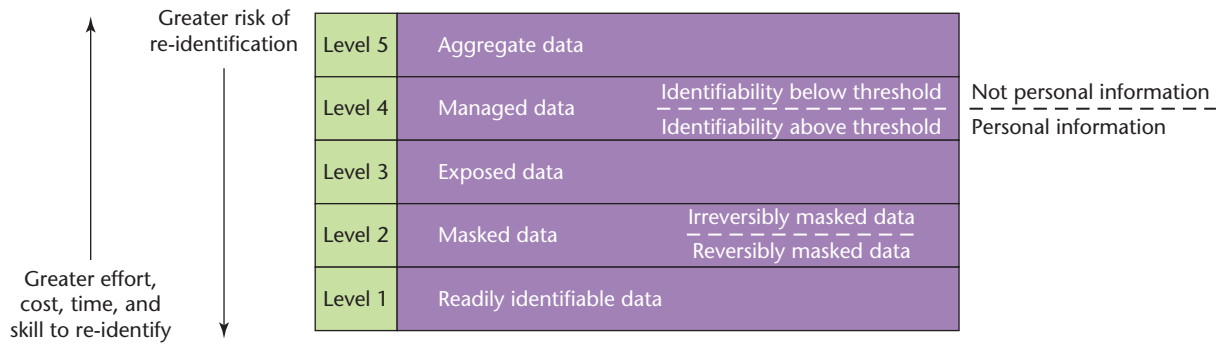 Greater risk of
re-identification
Greater effort,
cost, time, and
skill to re-identify
Level 5
Aggregate data
Level 4
Managed data
Identifiability below threshold
Identifiability above threshold
Not personal information
Personal information
Level 3
Exposed data
Level 2
Masked data
Irreversibly masked data
Reversibly masked data
Level 1
Readily identifiable data